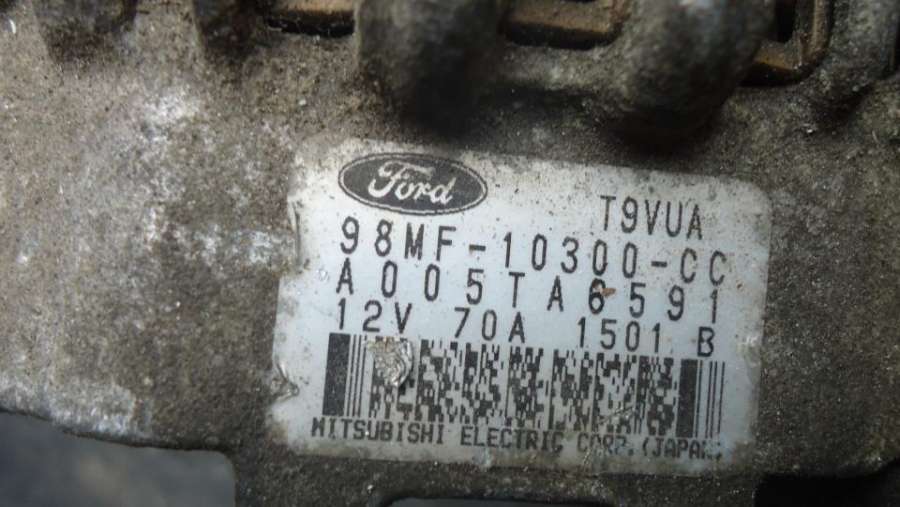 Ford T9VUA
98MF-10300-CC
A005TA6591
12V 70A 1501 B
MITSUBISHI ELECTRIC CORP.(JAPAN)